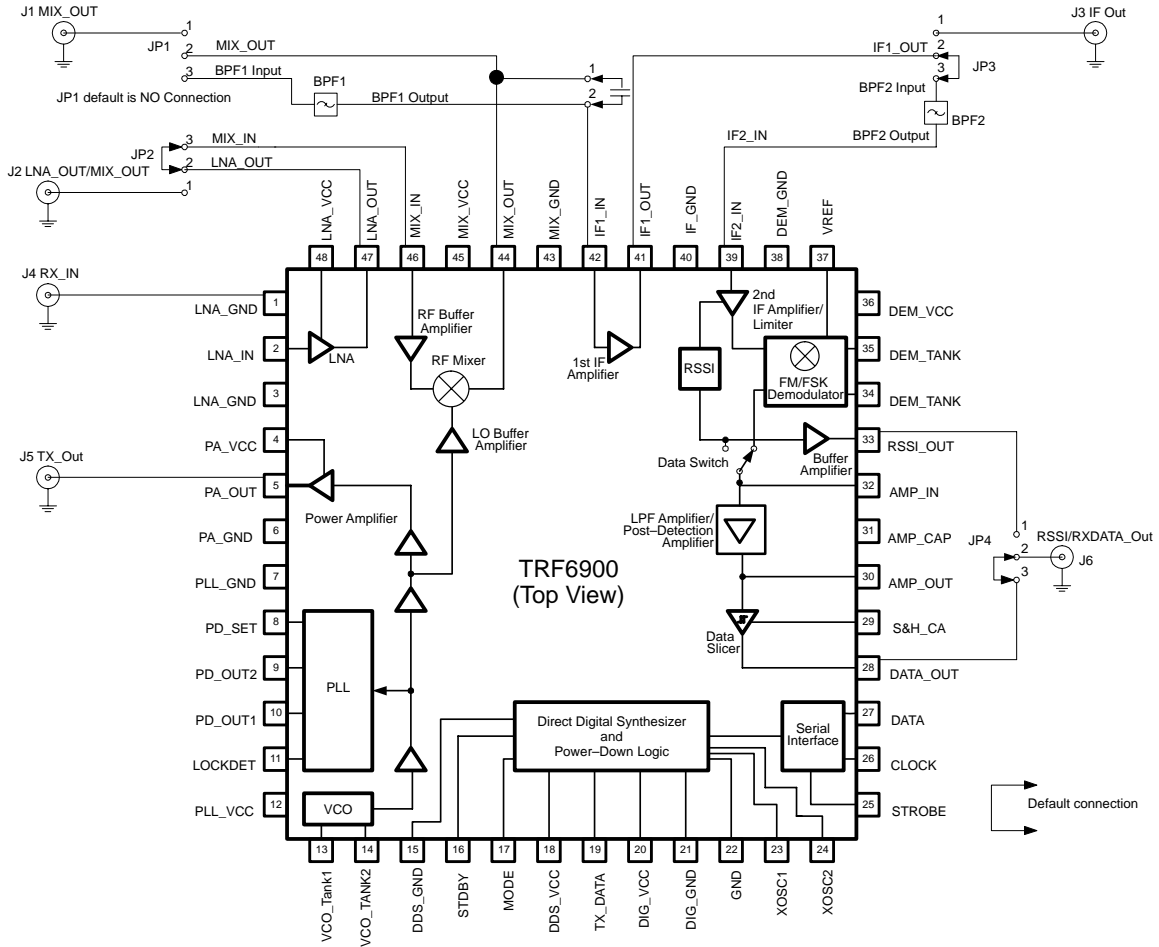 J1 MIX_OUT
1
JP1
2
MIX_OUT
3
BPF1 Input
BPF1
BPF1 Output
JP1 default is NO Connection
1
2
J3 IF Out
1
IF1_OUT
2
3
JP3
BPF2 Input
BPF2
BPF2 Output
IF2_IN
JP2
3
MIX_IN
2
LNA_OUT
J2 LNA_OUT/MIX_OUT
1
LNA_VCC
LNA_OUT
MIX_IN
MIX_VCC
MIX_OUT
MIX_GND
IF1_IN
IF1_OUT
IF_GND
IF2_IN
DEM_GND
VREF
48
47
46
45
44
43
42
41
40
39
38
37
J4 RX_IN
1
LNA_GND
2
LNA_IN
3
LNA_GND
4
PA_VCC
J5 TX_Out
5
PA_OUT
6
PA_GND
7
PLL_GND
8
PD_SET
9
PD_OUT2
10
PD_OUT1
11
LOCKDET
12
PLL_VCC
LNA
RF Buffer
Amplifier
RF Mixer
LO Buffer
Amplifier
Power Amplifier
1st IF
Amplifier
2nd
IF Amplifier/
Limiter
RSSI
FM/FSK
Demodulator
Data Switch
Buffer
Amplifier
LPF Amplifier/
Post–Detection
Amplifier
Data
Slicer
TRF6900
(Top View)
PLL
VCO
Direct Digital Synthesizer
and
Power–Down Logic
Serial
Interface
36
DEM_VCC
35
DEM_TANK
34
DEM_TANK
33
RSSI_OUT
32
AMP_IN
31
AMP_CAP
30
AMP_OUT
29
S&H_CA
28
DATA_OUT
27
DATA
26
CLOCK
25
STROBE
1
JP4
2
3
RSSI/RXDATA_Out
J6
Default connection
13
14
15
16
17
18
19
20
21
22
23
24
VCO_Tank1
VCO_TANK2
DDS_GND
STDBY
MODE
DDS_VCC
TX_DATA
DIG_VCC
DIG_GND
GND
XOSC1
XOSC2